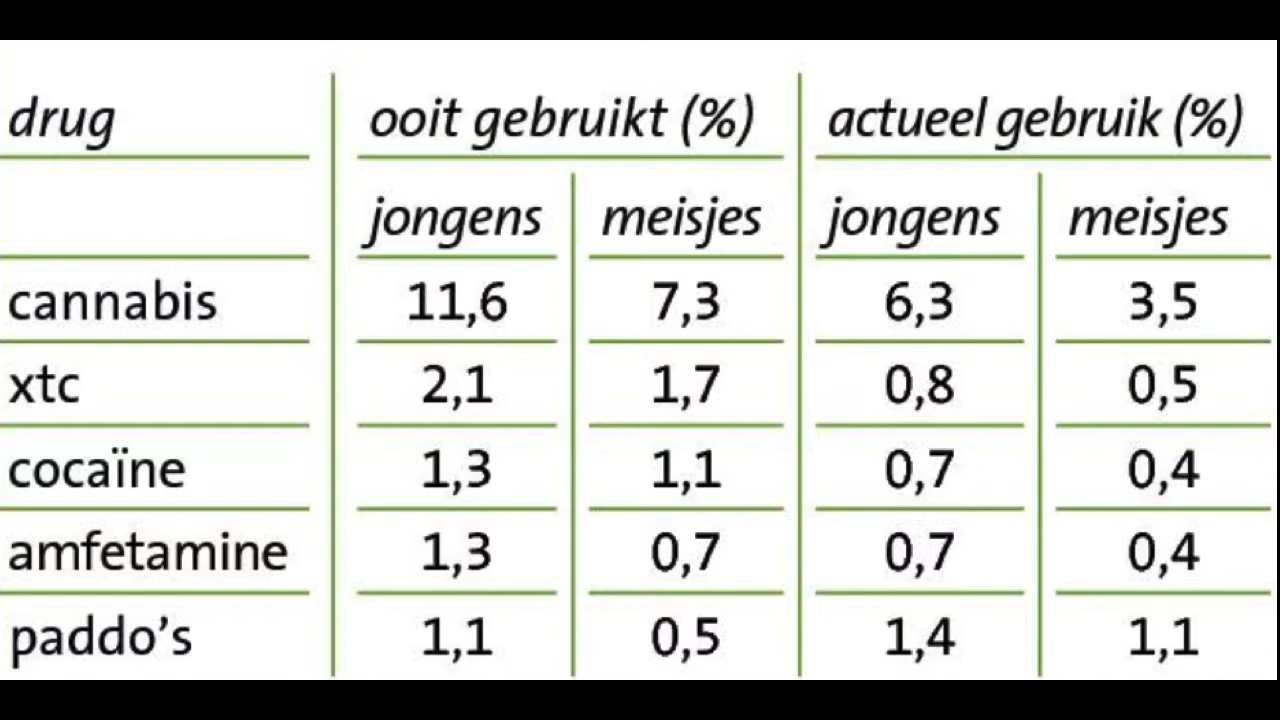 drug ooit gebruikt (%) actueel gebruik (%)
jongens meisjes jongens meisjes
cannabis 11,6 7,3 6,3 3,5
xtc 2,1 1,7 0,8 0,5
cocaïne 1,3 1,1 0,7 0,4
amfetamine 1,3 0,7 0,7 0,4
paddo's 1,1 0,5 1,4 1,1